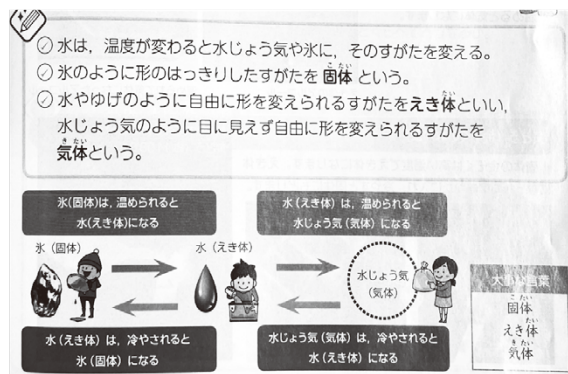 水は，温度が変わると水じょう気や氷に，そのすがたを変える。
氷のように形のはっきりしたすがたを 固体 という。
水やゆげのように自由に形を変えられるすがたをえき体といい，
水じょう気のように目に見えず自由に形を変えられるすがたを
気体という。
氷(固体)は，温められると
水(えき体)になる
水（えき体）は，温められると
水じょう気（気体）になる
氷（固体）
水（えき体）
水じょう気
（気体）
水（えき体）は，冷やされると
氷（固体）になる
水じょう気（気体）は，冷やされると
水（えき体）になる
大事な言葉
固体
えき体
気体